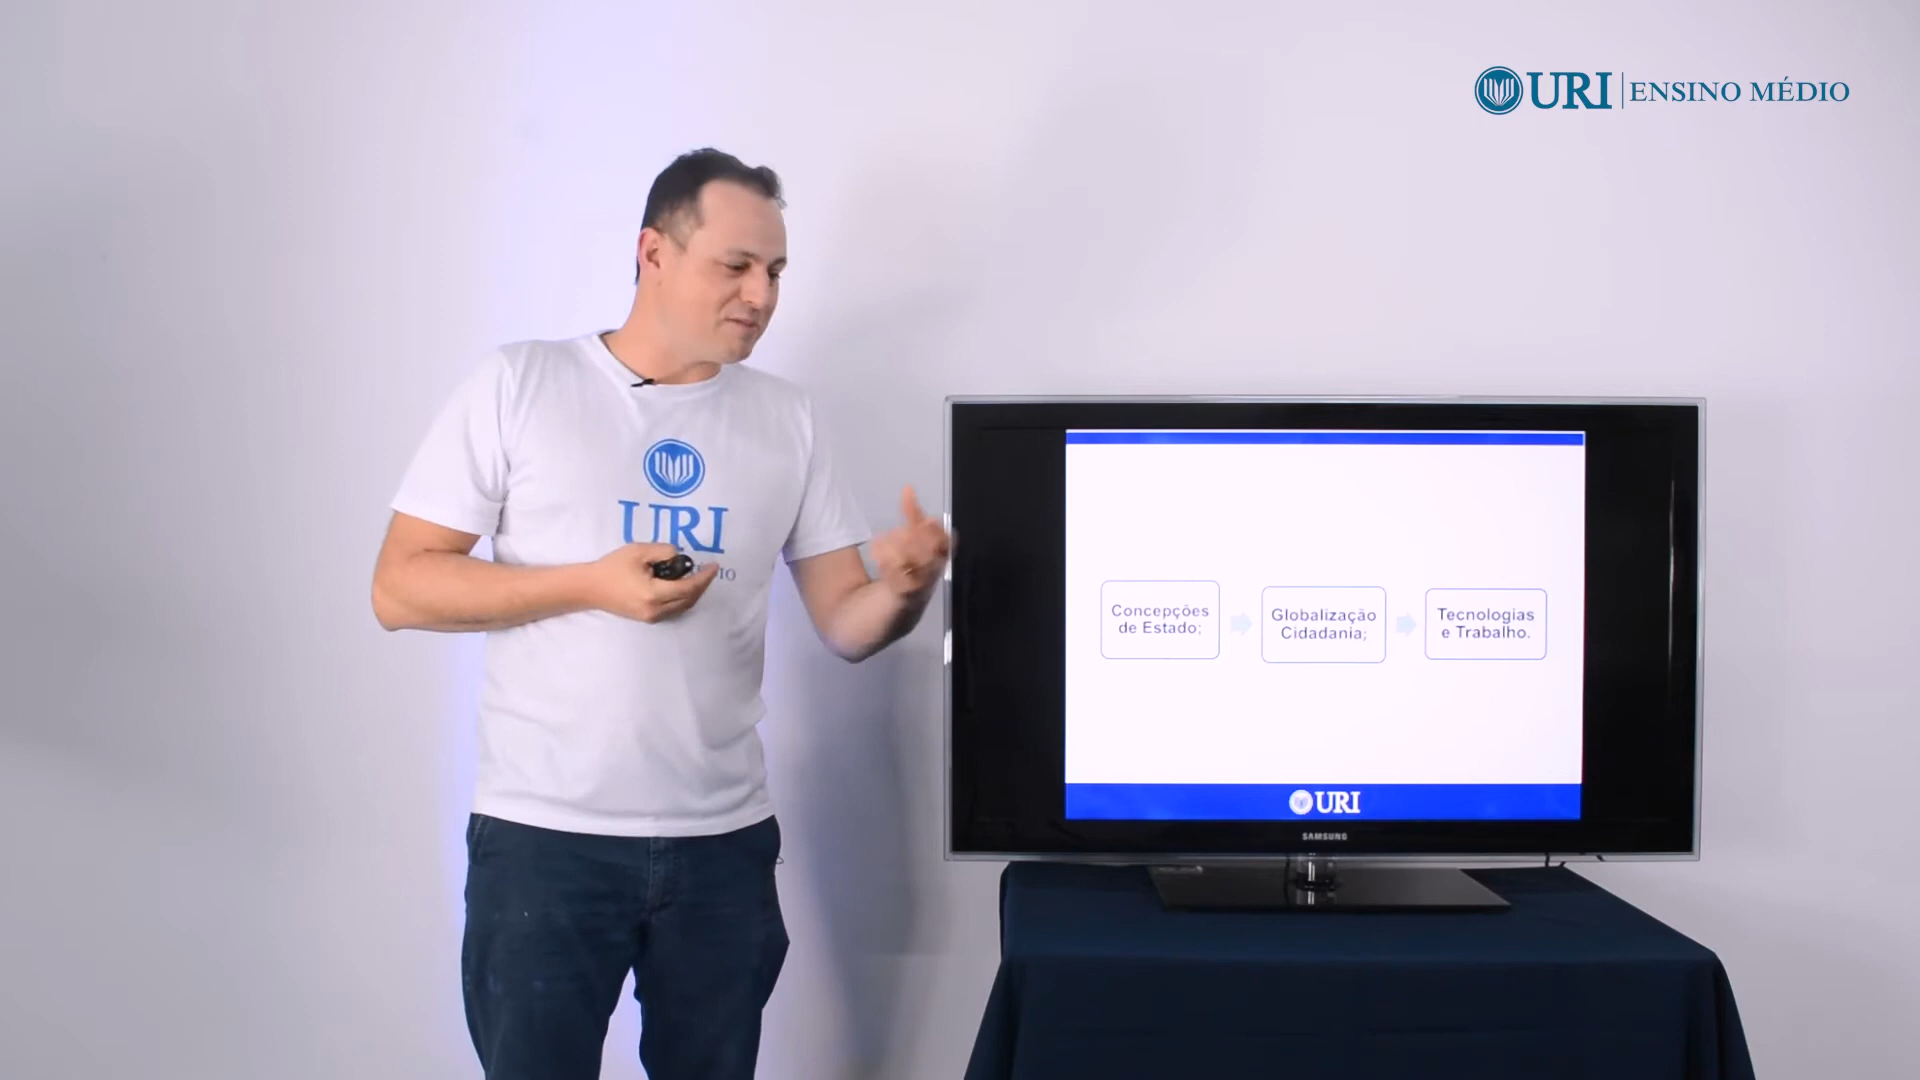 URI ENSINO MÉDIO
URI
Concepções
de Estado;
Globalização
Cidadania;
Tecnologias
e Trabalho.
URI
SAMSUNG